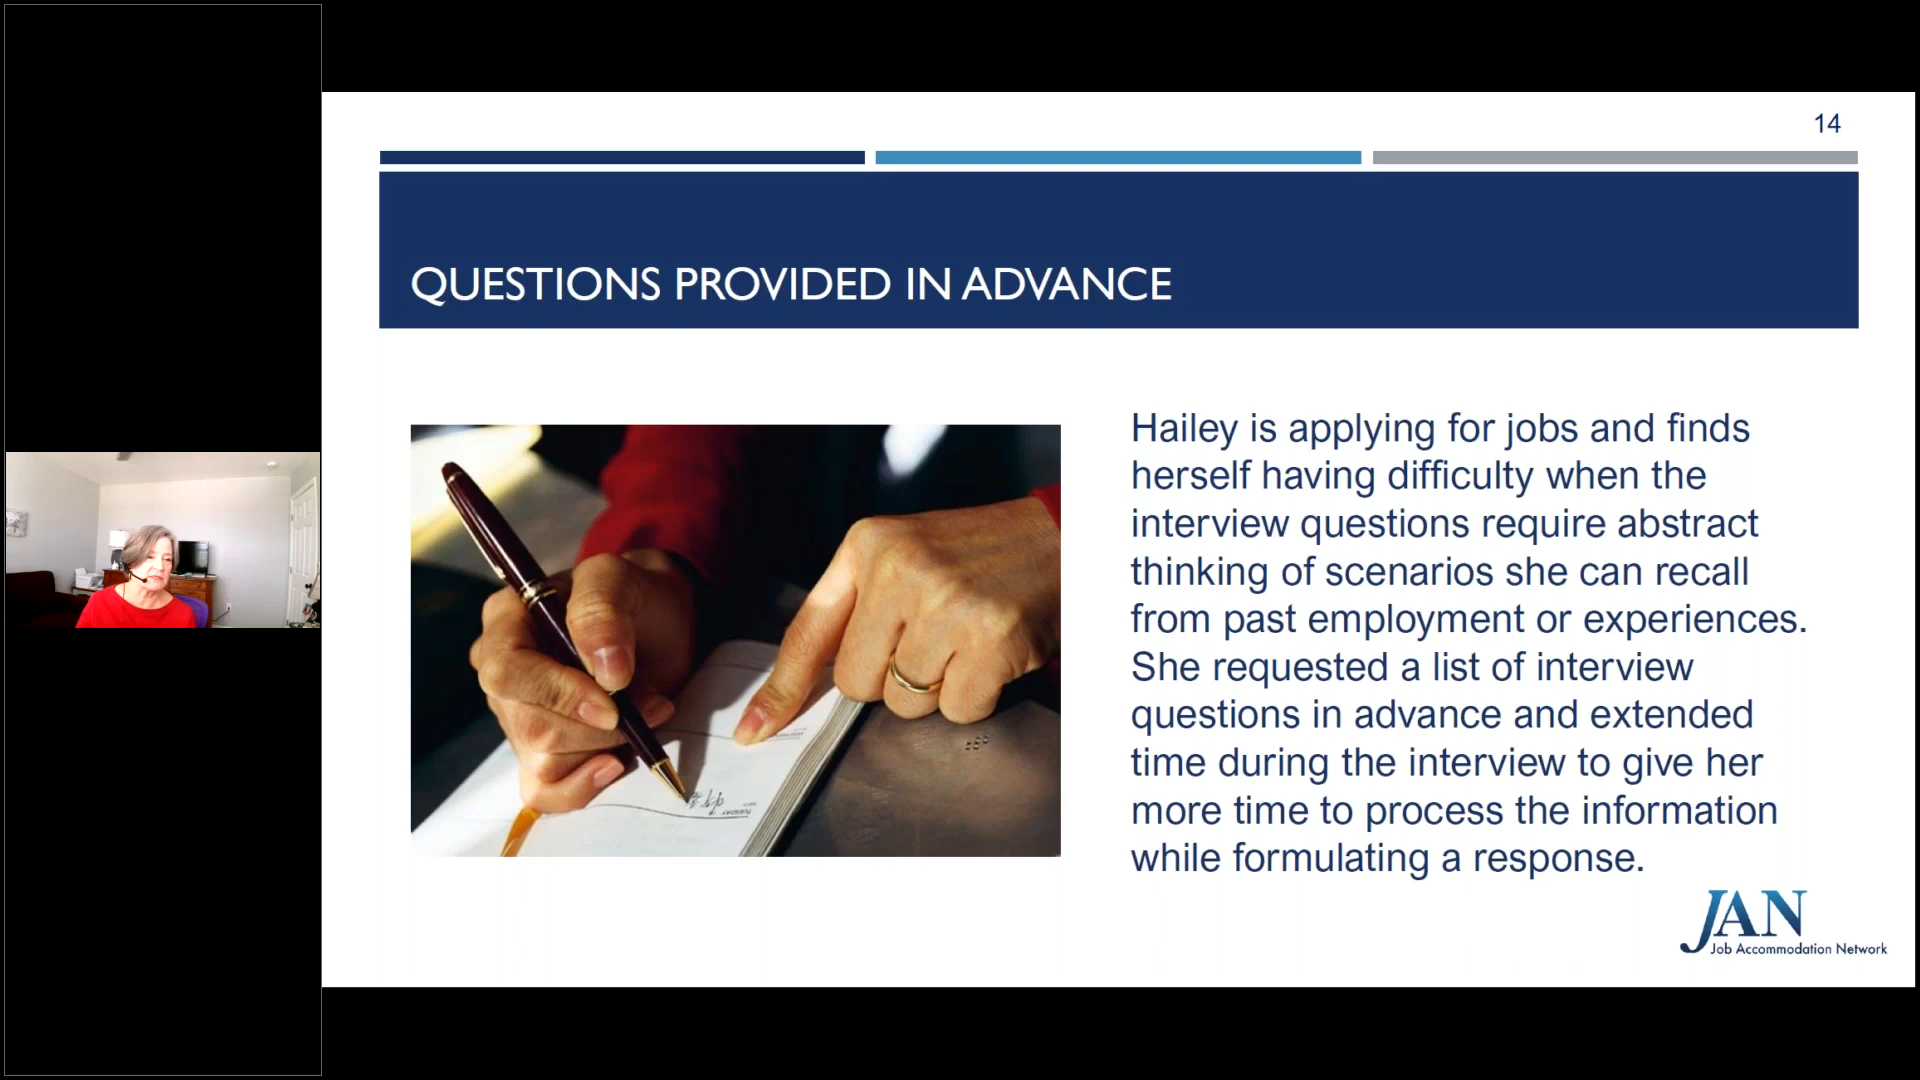 14
QUESTIONS PROVIDED IN ADVANCE
Hailey is applying for jobs and finds
herself having difficulty when the
interview questions require abstract
thinking of scenarios she can recall
from past employment or experiences.
She requested a list of interview
questions in advance and extended
time during the interview to give her
more time to process the information
while formulating a response.
JAN
Job Accommodation Network